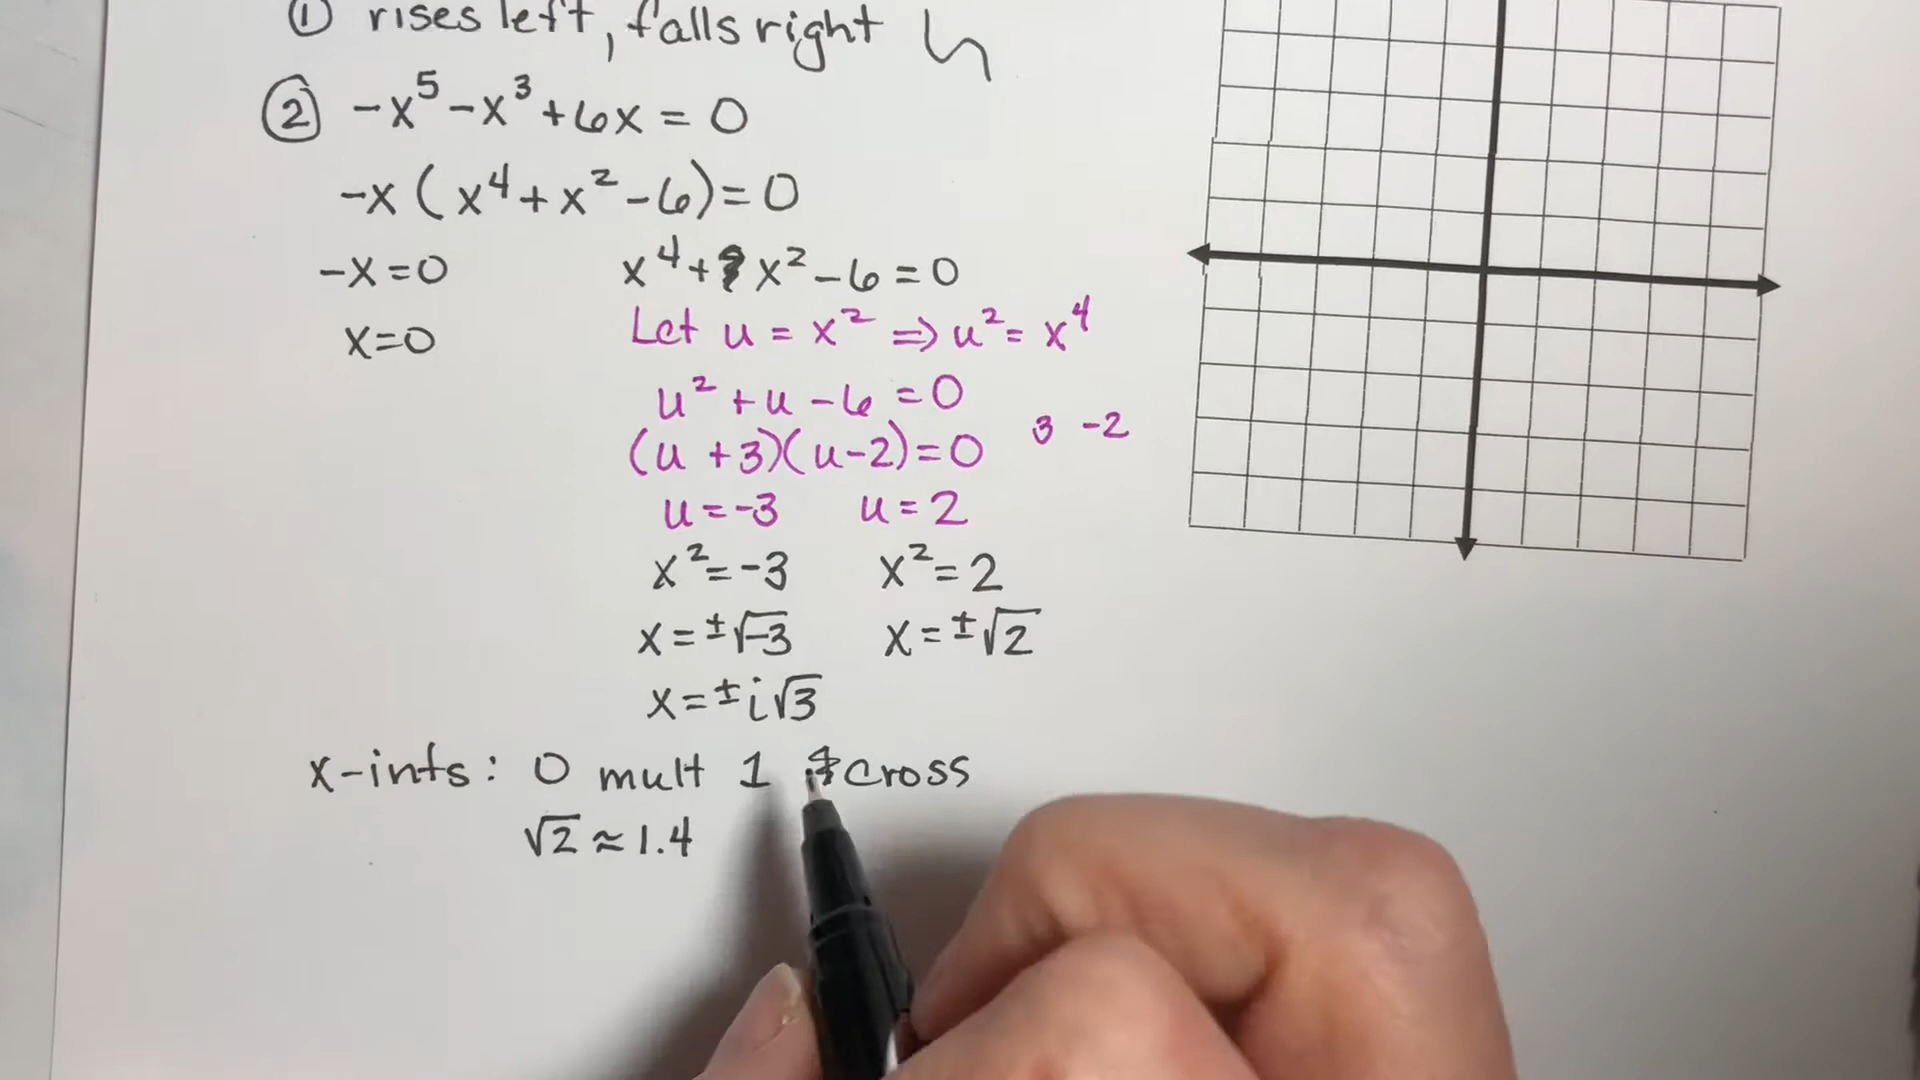 ① rises left, falls right
② -x⁵ - x³ + 6x = 0
-x (x⁴ + x² - 6) = 0
-x = 0 x⁴ + x² - 6 = 0
x = 0 Let u = x² ⇒ u² = x⁴
u² + u - 6 = 0
(u + 3)(u - 2) = 0 3 -2
u = -3 u = 2
x² = -3 x² = 2
x = ±√-3 x = ±√2
x = ±i√3
x-ints: 0 mult 1 cross
√2 ≈ 1.4